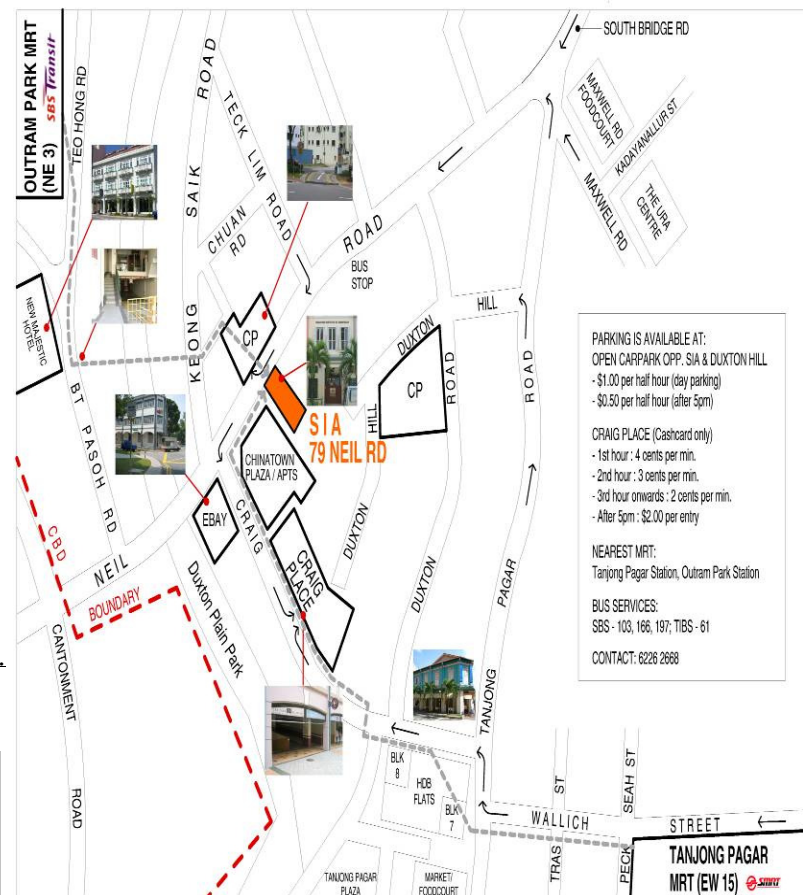 OUTRAM PARK MRT
(NE 3)
SBS Transit
TEO HONG RD
KEONG SAIK ROAD
TECK LIM ROAD
CHUAN
RD
NEIL ROAD
BUS
STOP
SOUTH BRIDGE RD
MAXWELL RD
FOODCOURT
KADAYANALLUR ST
THE URA
CENTRE
MAXWELL RD
NEW MAJESTIC
HOTEL
BT PASOH RD
CP
SIA
79 NEIL RD
DUXTON HILL
CP
DUXTON HILL
DUXTON ROAD
TANJONG PAGAR ROAD
CHINATOWN
PLAZA / APTS
EBAY
CRAIG
CRAIG
PLACE
CBD
BOUNDARY
Duxton Plain Park
CANTONMENT ROAD
PARKING IS AVAILABLE AT:
OPEN CARPARK OPP. SIA & DUXTON HILL
- $1.00 per half hour (day parking)
- $0.50 per half hour (after 5pm)
CRAIG PLACE (Cashcard only)
- 1st hour : 4 cents per min.
- 2nd hour : 3 cents per min.
- 3rd hour onwards : 2 cents per min.
- After 5pm : $2.00 per entry
NEAREST MRT:
Tanjong Pagar Station, Outram Park Station
BUS SERVICES:
SBS - 103, 166, 197; TIBS - 61
CONTACT: 6226 2668
BLK
8
HDB
FLATS
BLK
7
TRAS ST
PECK SEAH ST
WALLICH STREET
TANJONG PAGAR
PLAZA
MARKET/
FOODCOURT
TANJONG PAGAR
MRT (EW 15) SMRT